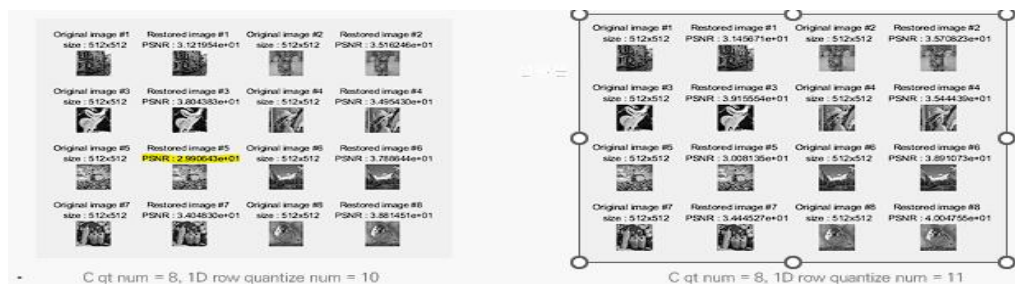 Original image #1 Restored image #1 Original image #2 Restored image #2
size : 512x512 PSNR : 3.121954e+01 size : 512x512 PSNR : 3.516246e+01
Original image #3 Restored image #3 Original image #4 Restored image #4
size : 512x512 PSNR : 3.804383e+01 size : 512x512 PSNR : 3.495430e+01
Original image #5 Restored image #5 Original image #6 Restored image #6
size : 512x512 PSNR : 2.990643e+01 size : 512x512 PSNR : 3.788644e+01
Original image #7 Restored image #7 Original image #8 Restored image #8
size : 512x512 PSNR : 3.404830e+01 size : 512x512 PSNR : 3.881451e+01
C qt num = 8, 1D row quantize num = 10
Original image #1 Restored image #1 Original image #2 Restored image #2
size : 512x512 PSNR : 3.145671e+01 size : 512x512 PSNR : 3.570823e+01
Original image #3 Restored image #3 Original image #4 Restored image #4
size : 512x512 PSNR : 3.915554e+01 size : 512x512 PSNR : 3.544439e+01
Original image #5 Restored image #5 Original image #6 Restored image #6
size : 512x512 PSNR : 3.008135e+01 size : 512x512 PSNR : 3.891073e+01
Original image #7 Restored image #7 Original image #8 Restored image #8
size : 512x512 PSNR : 3.444527e+01 size : 512x512 PSNR : 4.004756e+01
C qt num = 8, 1D row quantize num = 11